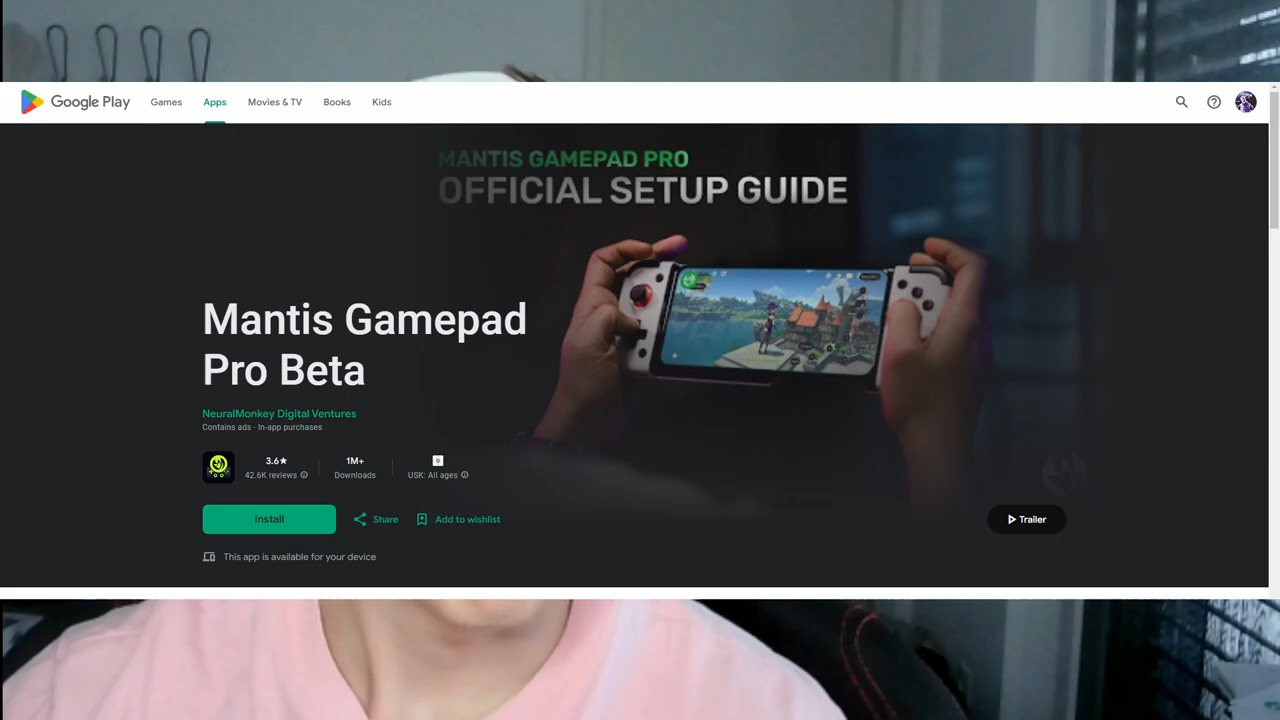 Google Play Games Apps Movies & TV Books Kids
MANTIS GAMEPAD PRO
OFFICIAL SETUP GUIDE
Mantis Gamepad
Pro Beta
NeuralMonkey Digital Ventures
Contains ads · In-app purchases
3.6★ 1M+ 0
42.6K reviews Downloads USK: All ages
Install Share Add to wishlist Trailer
This app is available for your device